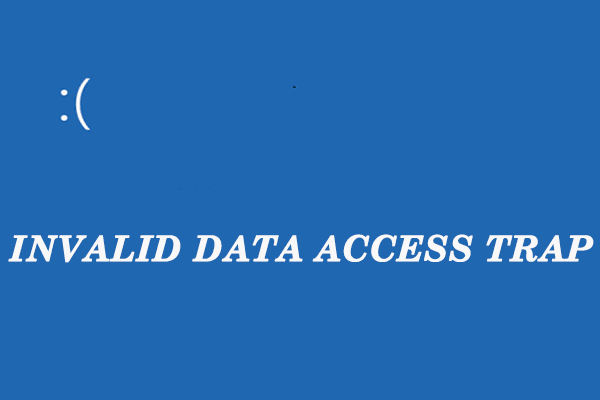 :(
INVALID DATA ACCESS TRAP